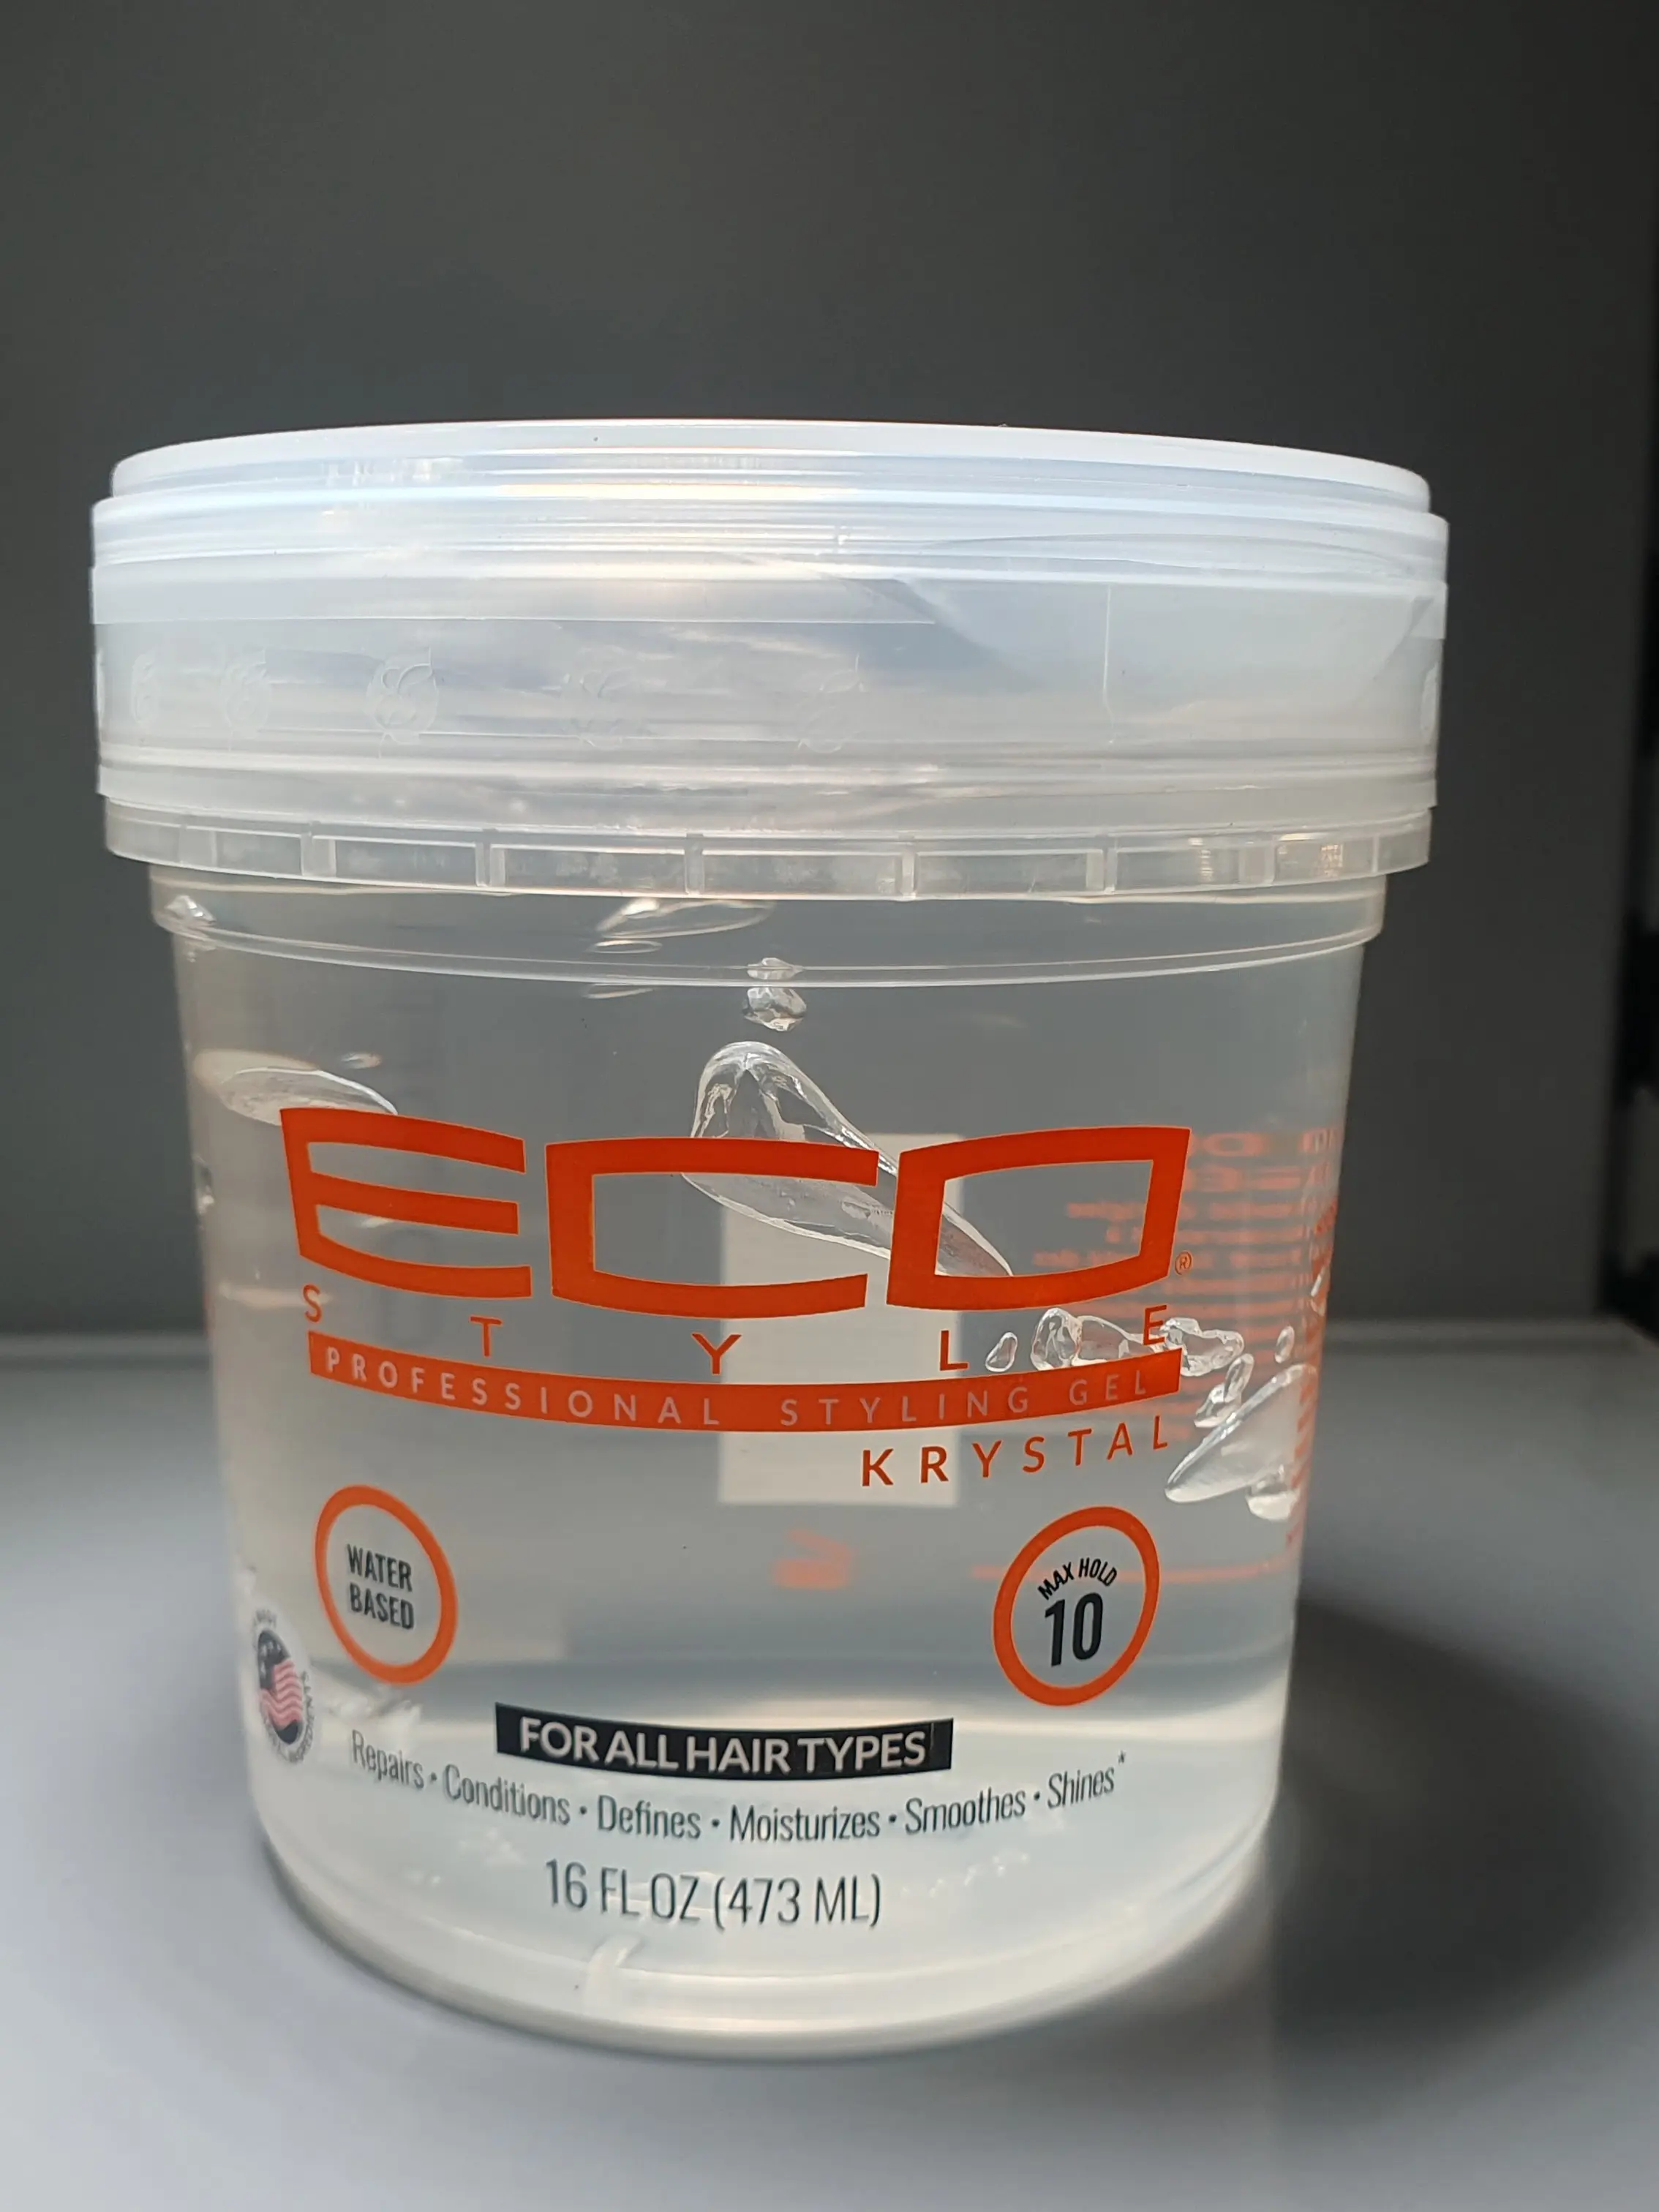 ECO®
STYLE
PROFESSIONAL STYLING GEL
KRYSTAL
WATER
BASED
MAX HOLD
10
FOR ALL HAIR TYPES
Repairs • Conditions • Defines • Moisturizes • Smoothes • Shines*
16 FL OZ (473 ML)